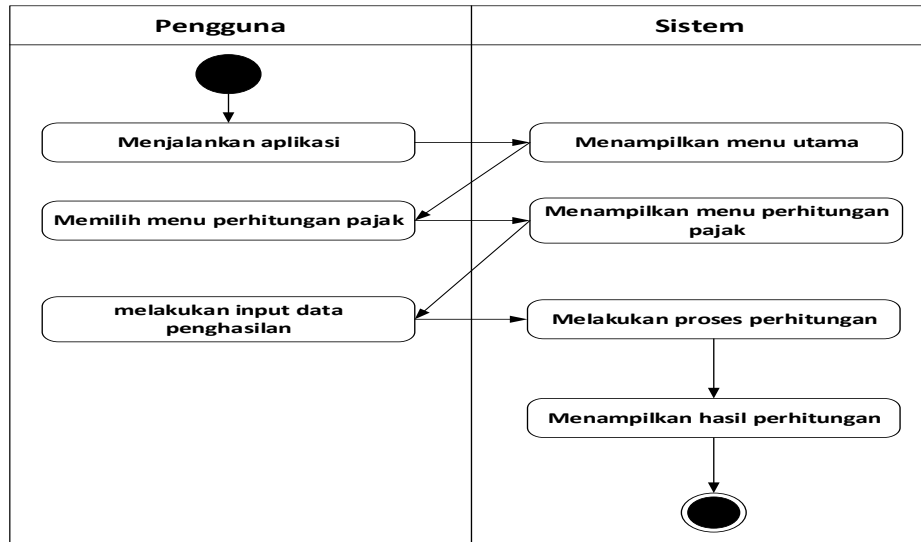 Pengguna
Sistem
Menjalankan aplikasi
Menampilkan menu utama
Memilih menu perhitungan pajak
Menampilkan menu perhitungan
pajak
melakukan input data
penghasilan
Melakukan proses perhitungan
Menampilkan hasil perhitungan